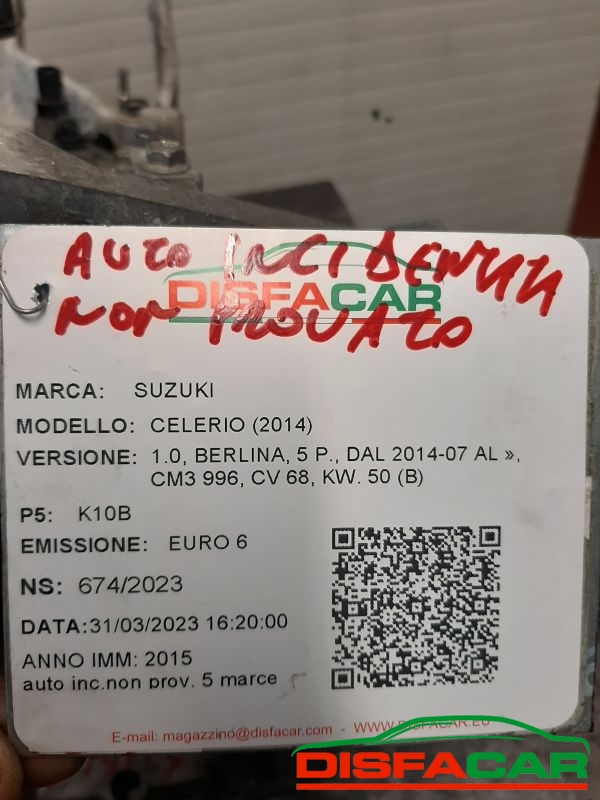 AUTO INCIDENTATA
DISFACAR
NON PROVATO
MARCA: SUZUKI
MODELLO: CELERIO (2014)
VERSIONE: 1.0, BERLINA, 5 P., DAL 2014-07 AL »,
CM3 996, CV 68, KW. 50 (B)
P5: K10B
EMISSIONE: EURO 6
NS: 674/2023
DATA:31/03/2023 16:20:00
ANNO IMM: 2015
auto inc.non prov. 5 marce
E-mail: magazzino@disfacar.com - WWW.DISFACAR.EU
DISFACAR